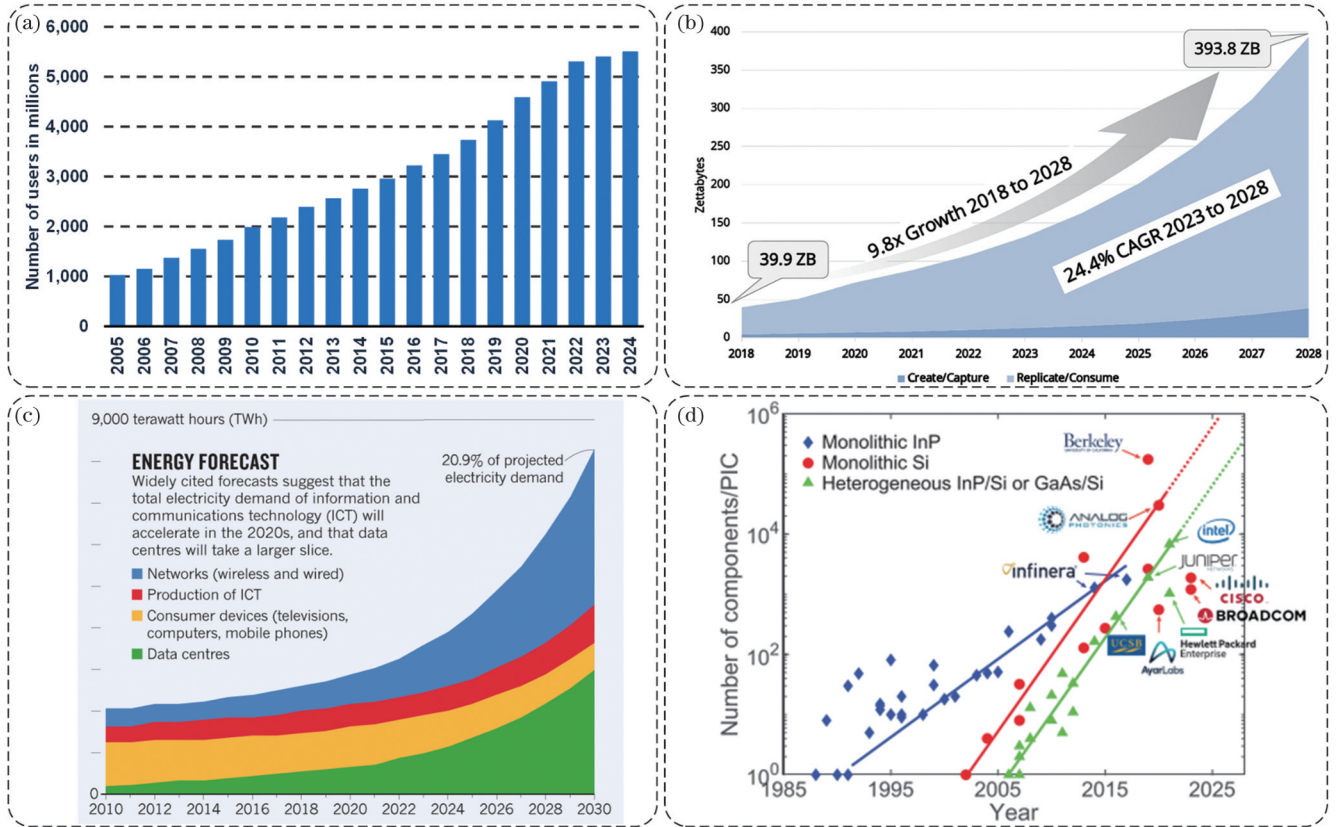 (a)
6,000
5,000
4,000
3,000
2,000
1,000
0
Number of users in millions
2005 2006 2007 2008 2009 2010 2011 2012 2013 2014 2015 2016 2017 2018 2019 2020 2021 2022 2023 2024
(b)
400
350
300
250
200
150
100
50
0
Zettabytes
39.9 ZB
393.8 ZB
9.8x Growth 2018 to 2028
24.4% CAGR 2023 to 2028
2018 2019 2020 2021 2022 2023 2024 2025 2026 2027 2028
Create/Capture Replicate/Consume
(c)
9,000 terawatt hours (TWh)
ENERGY FORECAST
Widely cited forecasts suggest that the
total electricity demand of information and
communications technology (ICT) will
accelerate in the 2020s, and that data
centres will take a larger slice.
Networks (wireless and wired)
Production of ICT
Consumer devices (televisions,
computers, mobile phones)
Data centres
20.9% of projected
electricity demand
0
2010 2012 2014 2016 2018 2020 2022 2024 2026 2028 2030
(d)
10⁶
10⁴
10²
10⁰
Number of components/PIC
Monolithic InP
Monolithic Si
Heterogeneous InP/Si or GaAs/Si
Berkeley
UNIVERSITY OF CALIFORNIA
ANALOG
PHOTONICS
infinera
intel
JUNIPER
NETWORKS
CISCO
BROADCOM
UCSB
Hewlett Packard
Enterprise
AyarLabs
1985 1995 2005 2015 2025
Year